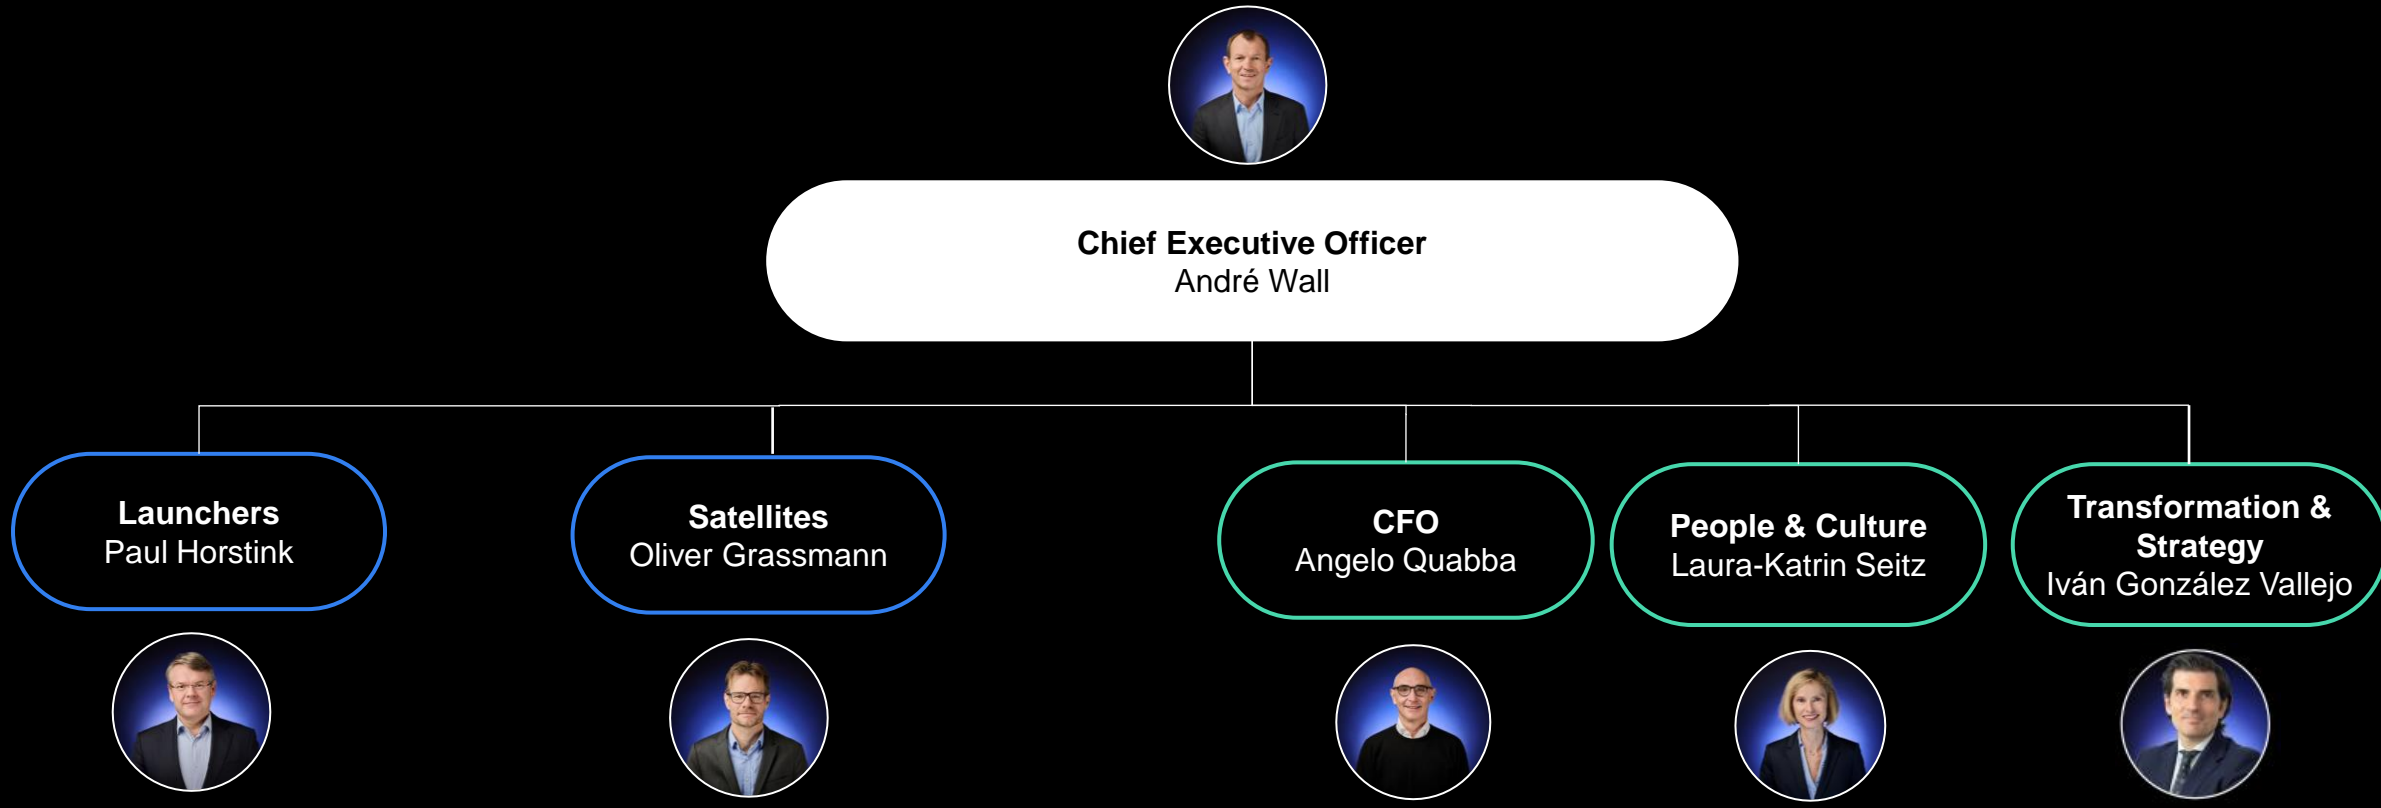 Chief Executive Officer
André Wall
Launchers
Paul Horstink
Satellites
Oliver Grassmann
CFO
Angelo Quabba
People & Culture
Laura-Katrin Seitz
Transformation &
Strategy
Iván González Vallejo